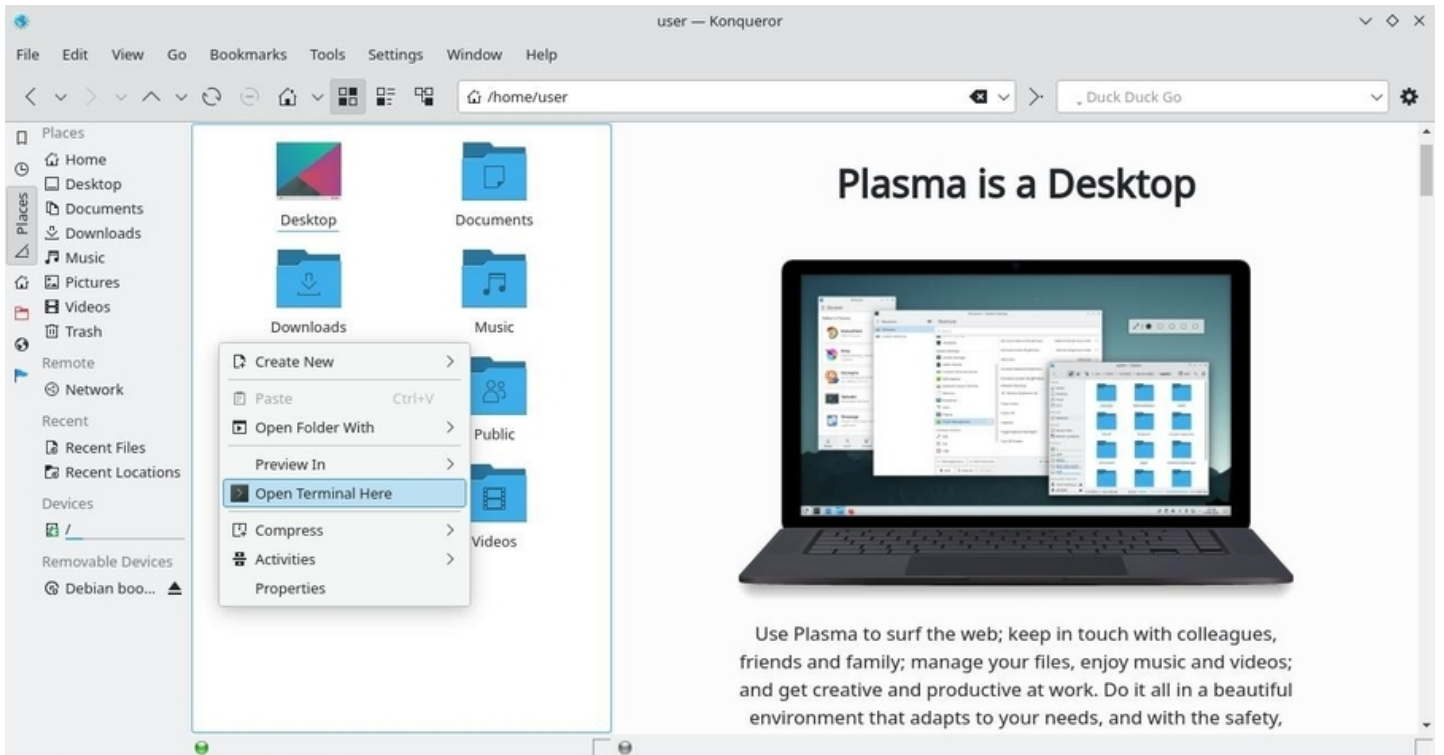 user — Konqueror
File Edit View Go Bookmarks Tools Settings Window Help
/home/user
Duck Duck Go
Places
Places
Home
Desktop
Documents
Downloads
Music
Pictures
Videos
Trash
Remote
Network
Recent
Recent Files
Recent Locations
Devices
/
Removable Devices
Debian boo...
Desktop Documents
Downloads Music
Public
Videos
Create New
Paste Ctrl+V
Open Folder With
Preview In
Open Terminal Here
Compress
Activities
Properties
Plasma is a Desktop
Use Plasma to surf the web; keep in touch with colleagues,
friends and family; manage your files, enjoy music and videos;
and get creative and productive at work. Do it all in a beautiful
environment that adapts to your needs, and with the safety,